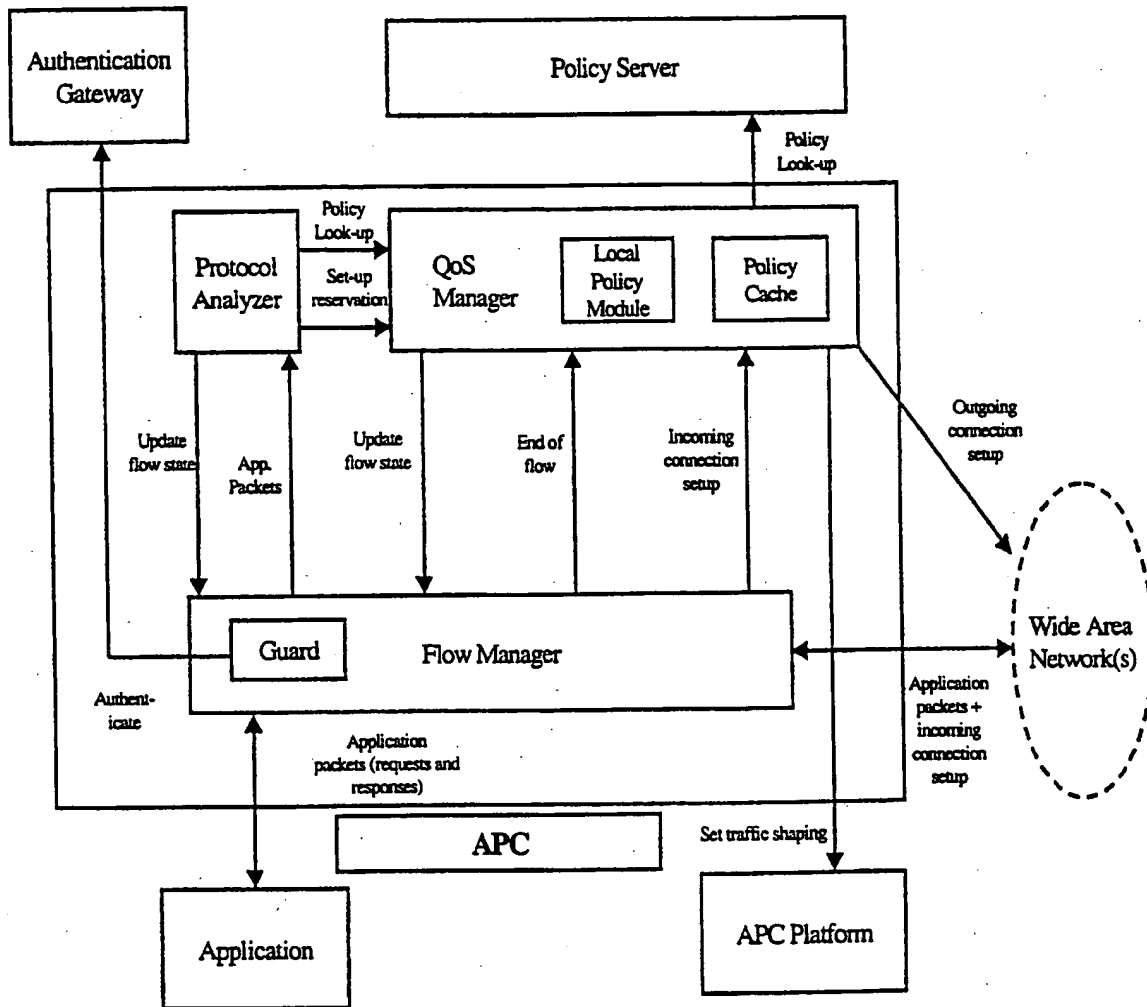 Authentication
Gateway
Policy Server
Policy
Look-up
Protocol
Analyzer
Policy
Look-up
Set-up
reservation
QoS
Manager
Local
Policy
Module
Policy
Cache
Update
flow state
App.
Packets
Update
flow state
End of
flow
Incoming
connection
setup
Outgoing
connection
setup
Guard
Flow Manager
Wide Area
Network(s)
Authent-
icate
Application
packets (requests and
responses)
Application
packets +
incoming
connection
setup
APC
Set traffic shaping
Application
APC Platform